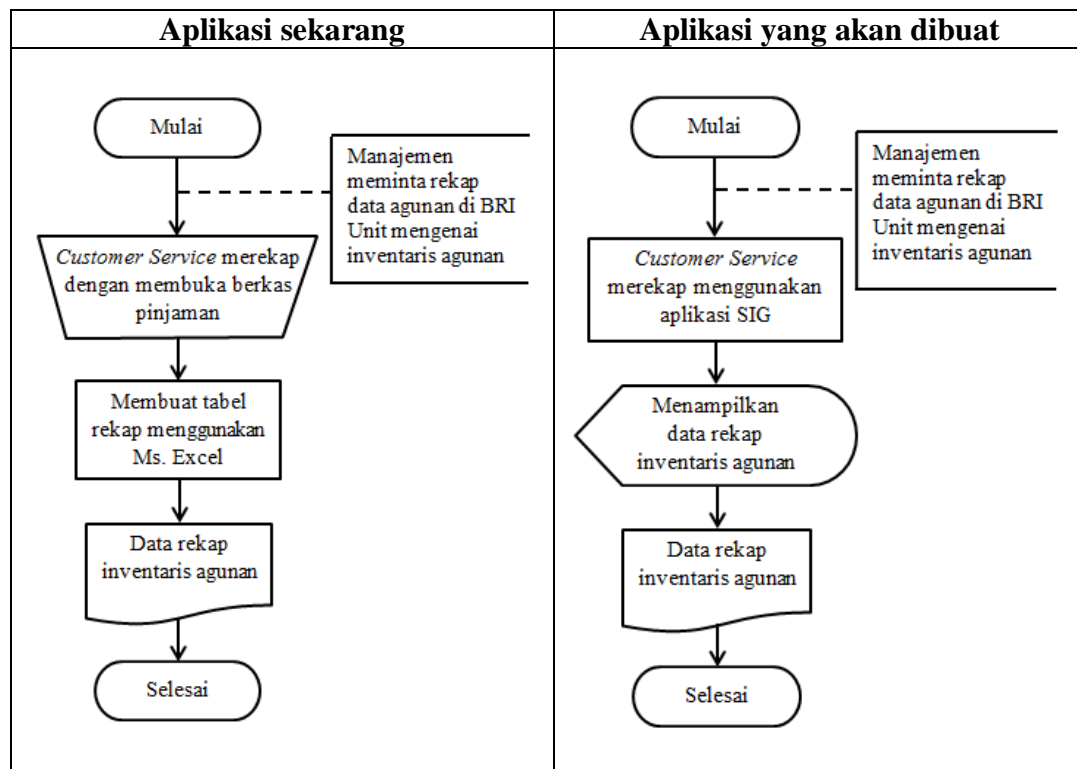 Aplikasi sekarang
Mulai
Manajemen
meminta rekap
data agunan di BRI
Unit mengenai
inventaris agunan
Customer Service merekap
dengan membuka berkas
pinjaman
Membuat tabel
rekap menggunakan
Ms. Excel
Data rekap
inventaris agunan
Selesai
Aplikasi yang akan dibuat
Mulai
Manajemen
meminta rekap
data agunan di BRI
Unit mengenai
inventaris agunan
Customer Service
merekap menggunakan
aplikasi SIG
Menampilkan
data rekap
inventaris agunan
Data rekap
inventaris agunan
Selesai